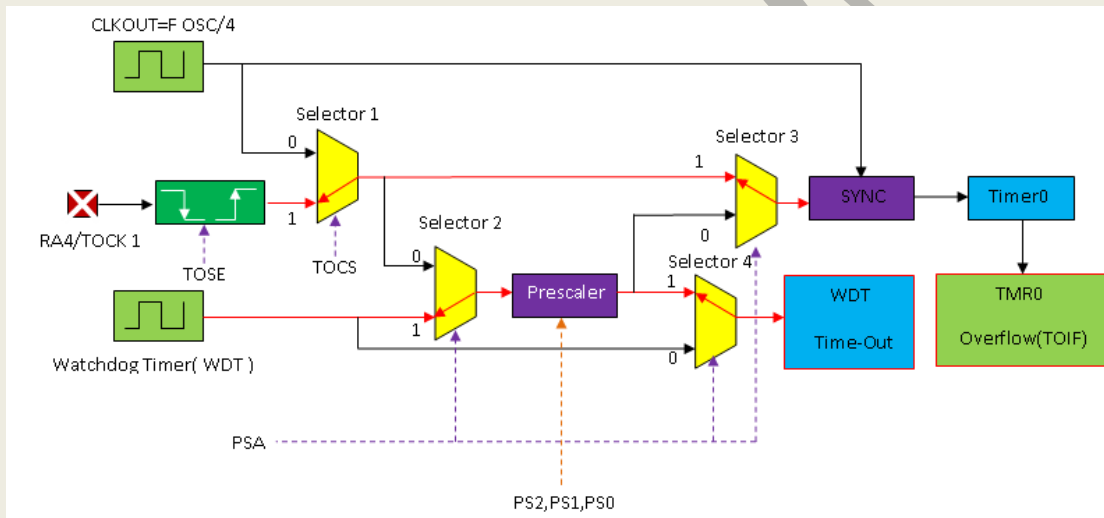 CLKOUT=F OSC/4
Selector 1
0
Selector 3
1
1
RA4/TOCK 1
SYNC
Timer0
TOSE
TOCS
Selector 2
0
0
Selector 4
1
Prescaler
1
0
WDT
Time-Out
TMR0
Overflow(TOIF)
Watchdog Timer( WDT )
PSA
PS2,PS1,PS0